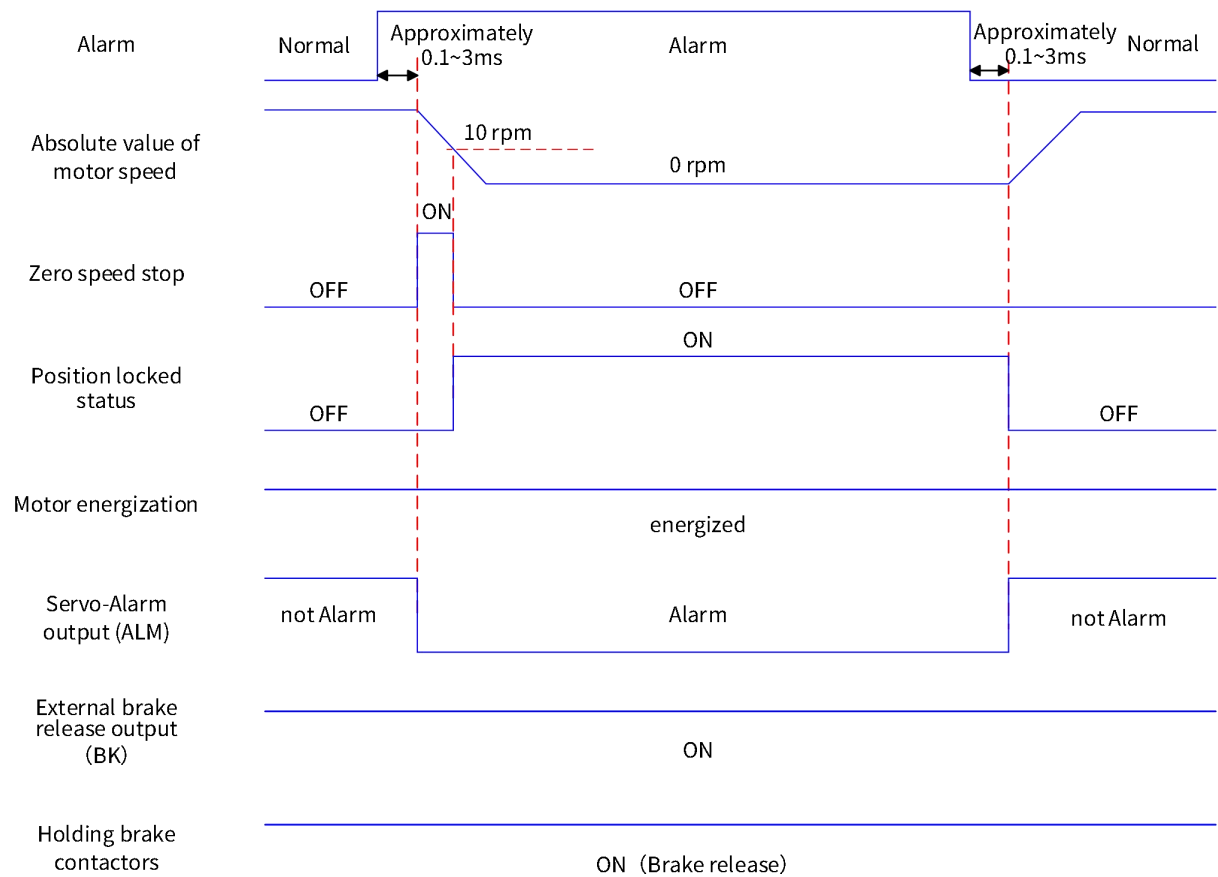 Alarm
Normal
Approximately
0.1~3ms
Alarm
Approximately
0.1~3ms
Normal
Absolute value of
motor speed
10 rpm
0 rpm
ON
Zero speed stop
OFF
OFF
ON
Position locked
status
OFF
OFF
Motor energization
energized
Servo-Alarm
output (ALM)
not Alarm
Alarm
not Alarm
External brake
release output
（BK）
ON
Holding brake
contactors
ON（Brake release）